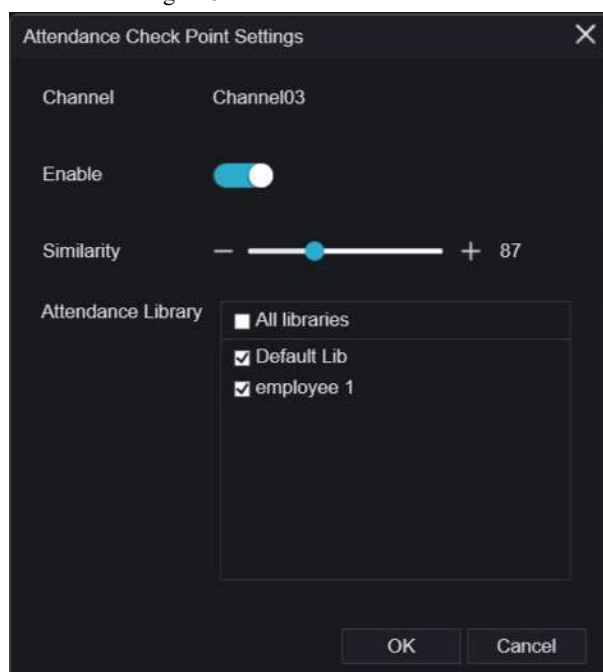 Attendance Check Point Settings
Channel Channel03
Enable
Similarity 87
Attendance Library
All libraries
Default Lib
employee 1
OK Cancel